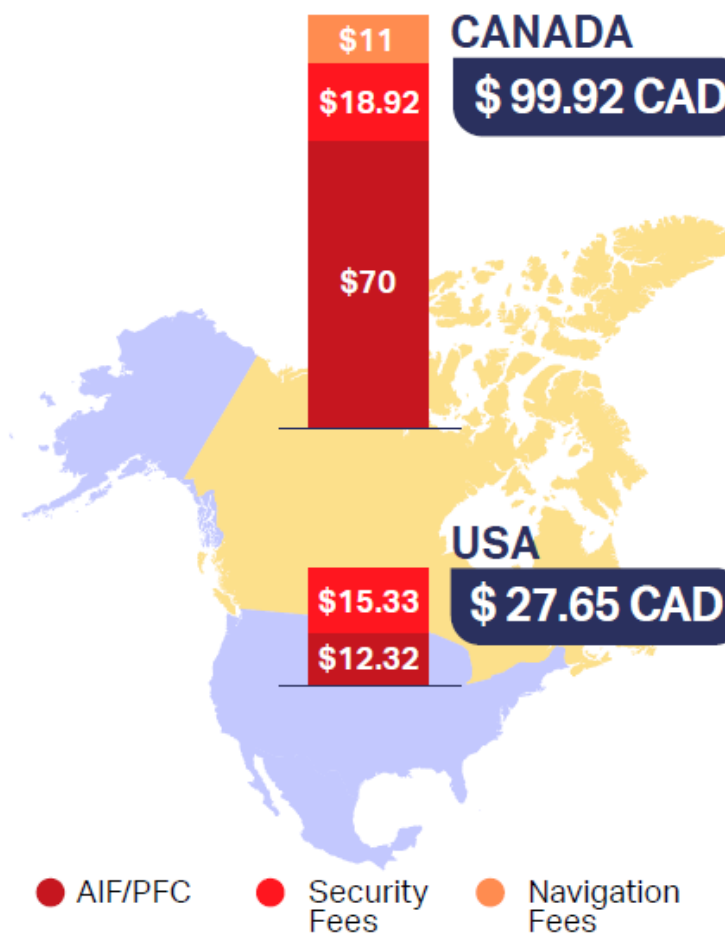 $11
CANADA
$18.92
$ 99.92 CAD
$70
USA
$15.33
$ 27.65 CAD
$12.32
AIF/PFC
Security
Fees
Navigation
Fees